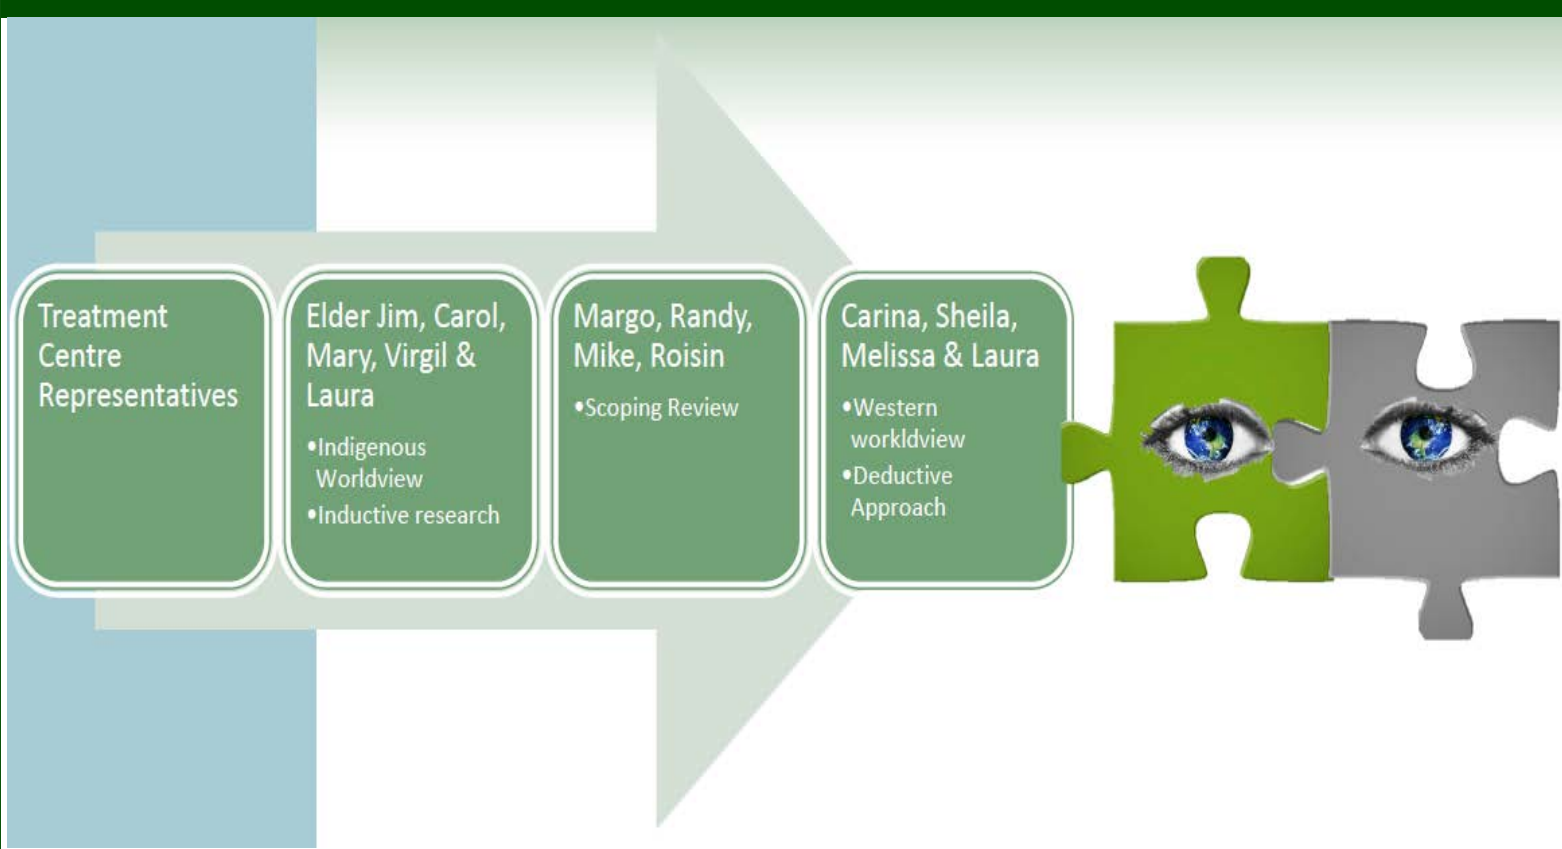 Treatment
Centre
Representatives
Elder Jim, Carol,
Mary, Virgil &
Laura
•Indigenous
Worldview
•Inductive research
Margo, Randy,
Mike, Roisin
•Scoping Review
Carina, Sheila,
Melissa & Laura
•Western
workldview
•Deductive
Approach